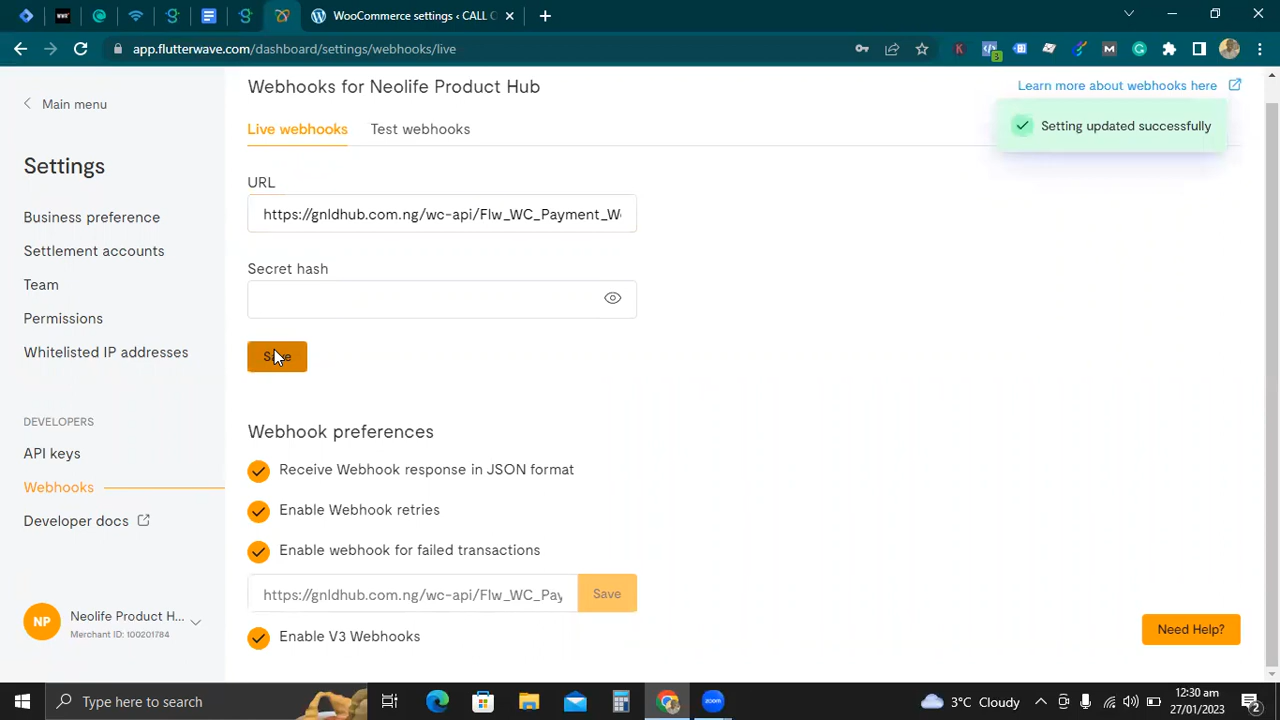 WooCommerce settings ‹ CALL C
app.flutterwave.com/dashboard/settings/webhooks/live
3
Main menu
Settings
Business preference
Settlement accounts
Team
Permissions
Whitelisted IP addresses
DEVELOPERS
API keys
Webhooks
Developer docs
NP
Neolife Product H...
Merchant ID: 100201784
Webhooks for Neolife Product Hub
Learn more about webhooks here
Setting updated successfully
Live webhooks
Test webhooks
URL
https://gnldhub.com.ng/wc-api/Flw_WC_Payment_W
Secret hash
Save
Webhook preferences
Receive Webhook response in JSON format
Enable Webhook retries
Enable webhook for failed transactions
https://gnldhub.com.ng/wc-api/Flw_WC_Pay
Save
Enable V3 Webhooks
Need Help?
Type here to search
zoom
3°C Cloudy
12:30 am
27/01/2023
2